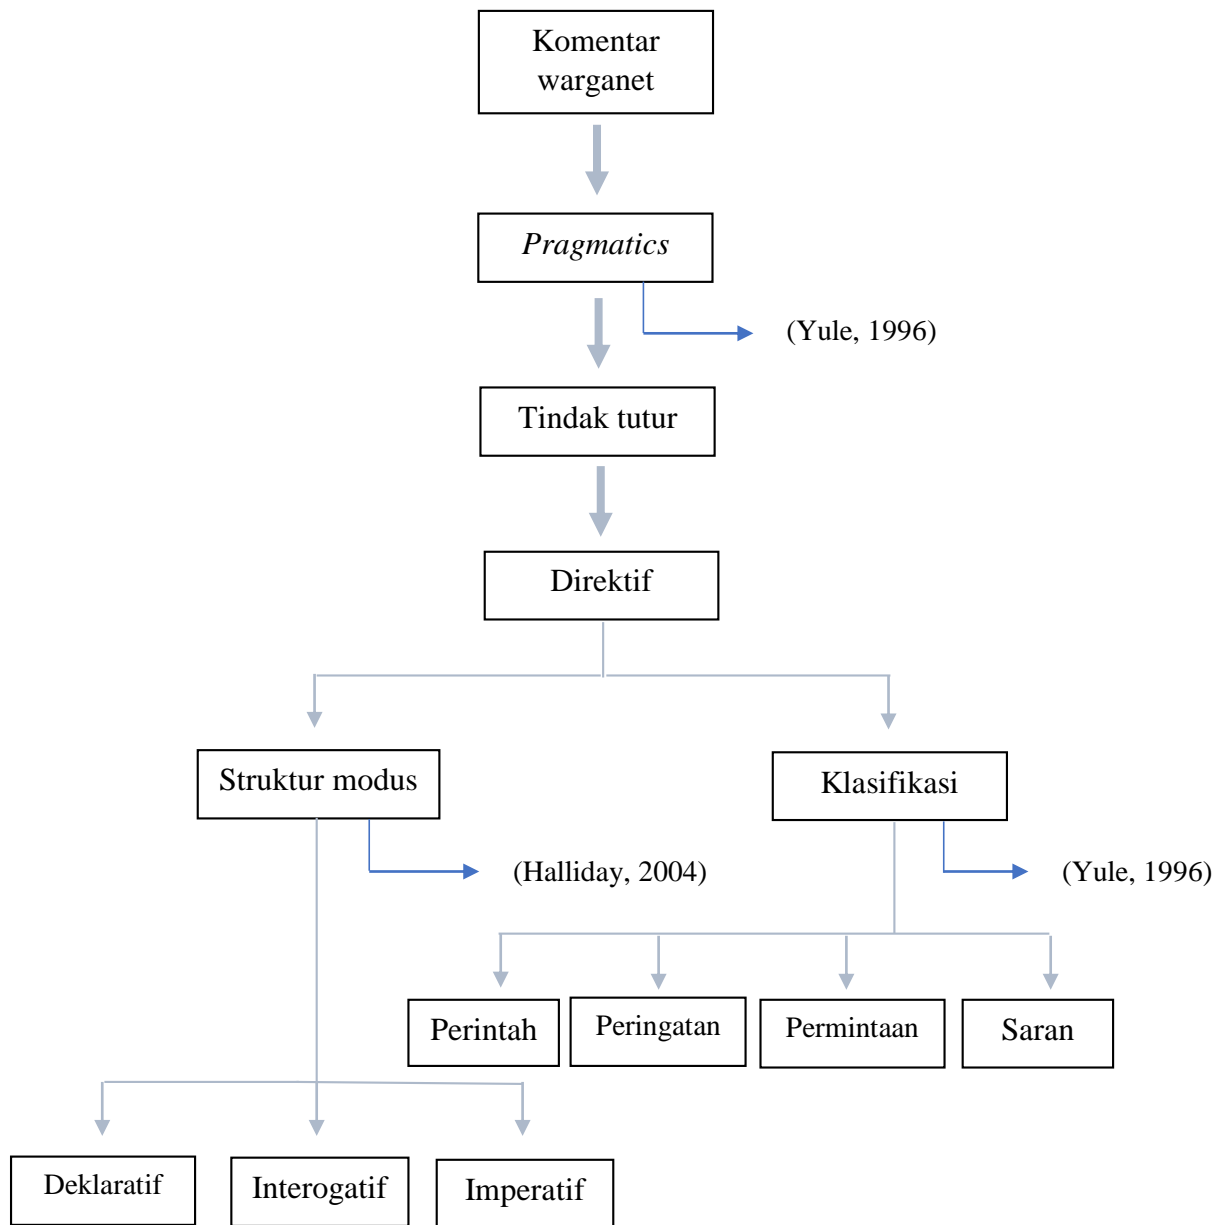 Komentar
warganet
Pragmatics
(Yule, 1996)
Tindak tutur
Direktif
Struktur modus
Klasifikasi
(Halliday, 2004)
(Yule, 1996)
Perintah
Peringatan
Permintaan
Saran
Deklaratif
Interogatif
Imperatif